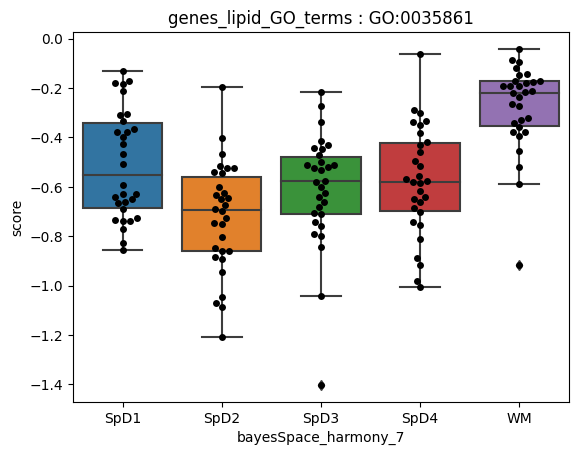 genes_lipid_GO_terms : GO:0035861
0.0
−0.2
−0.4
−0.6
−0.8
−1.0
−1.2
−1.4
score
SpD1 SpD2 SpD3 SpD4 WM
bayesSpace_harmony_7